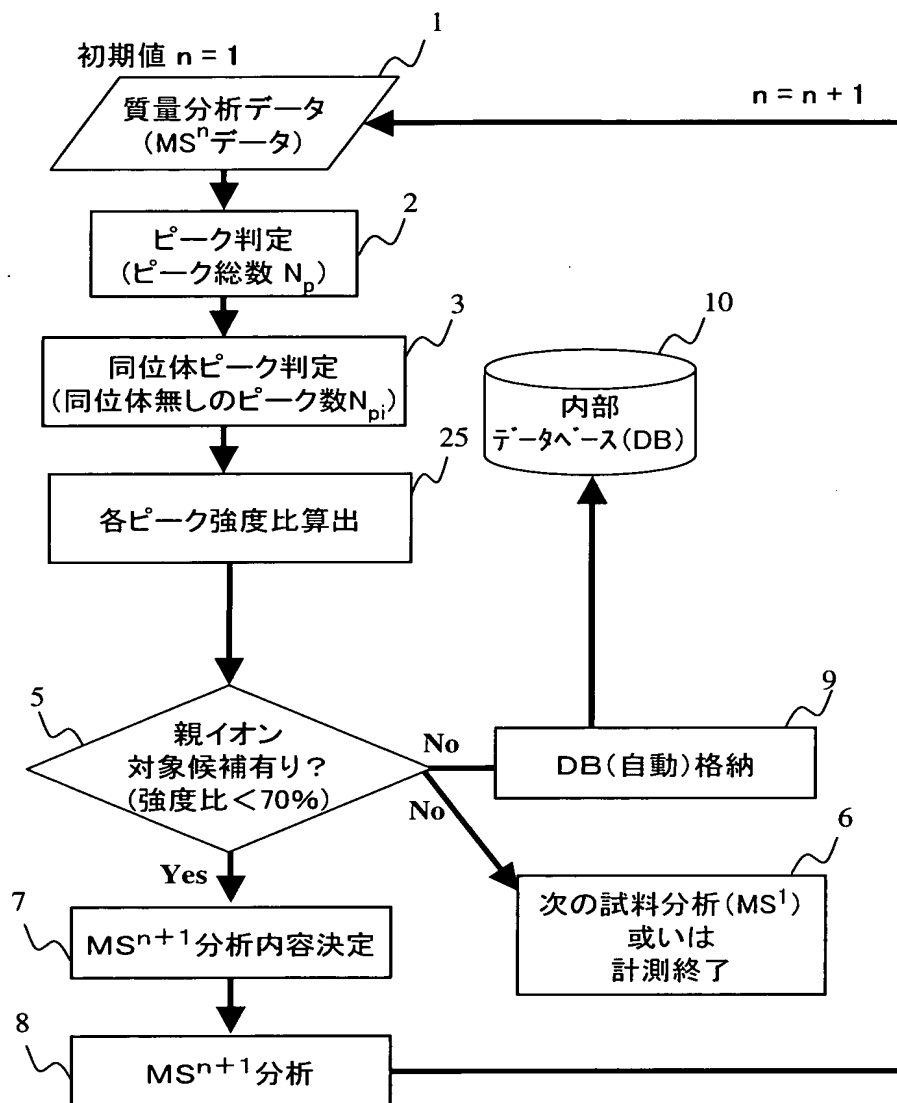 1
初期値 n = 1
n = n + 1
質量分析データ
(MSⁿデータ)
2
ピーク判定
(ピーク総数 Np)
3
同位体ピーク判定
(同位体無しのピーク数Npi)
10
内部
データベース(DB)
25
各ピーク強度比算出
5
親イオン
対象候補有り?
(強度比<70%)
No
9
DB(自動)格納
No
6
次の試料分析(MS¹)
或いは
計測終了
Yes
7
MSⁿ⁺¹分析内容決定
8
MSⁿ⁺¹分析